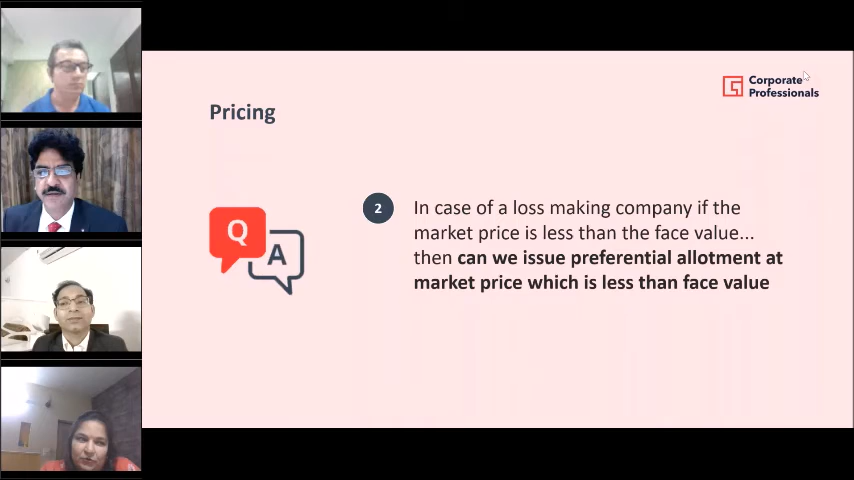 Corporate
Professionals
Pricing
Q
A
2
In case of a loss making company if the
market price is less than the face value...
then can we issue preferential allotment at
market price which is less than face value